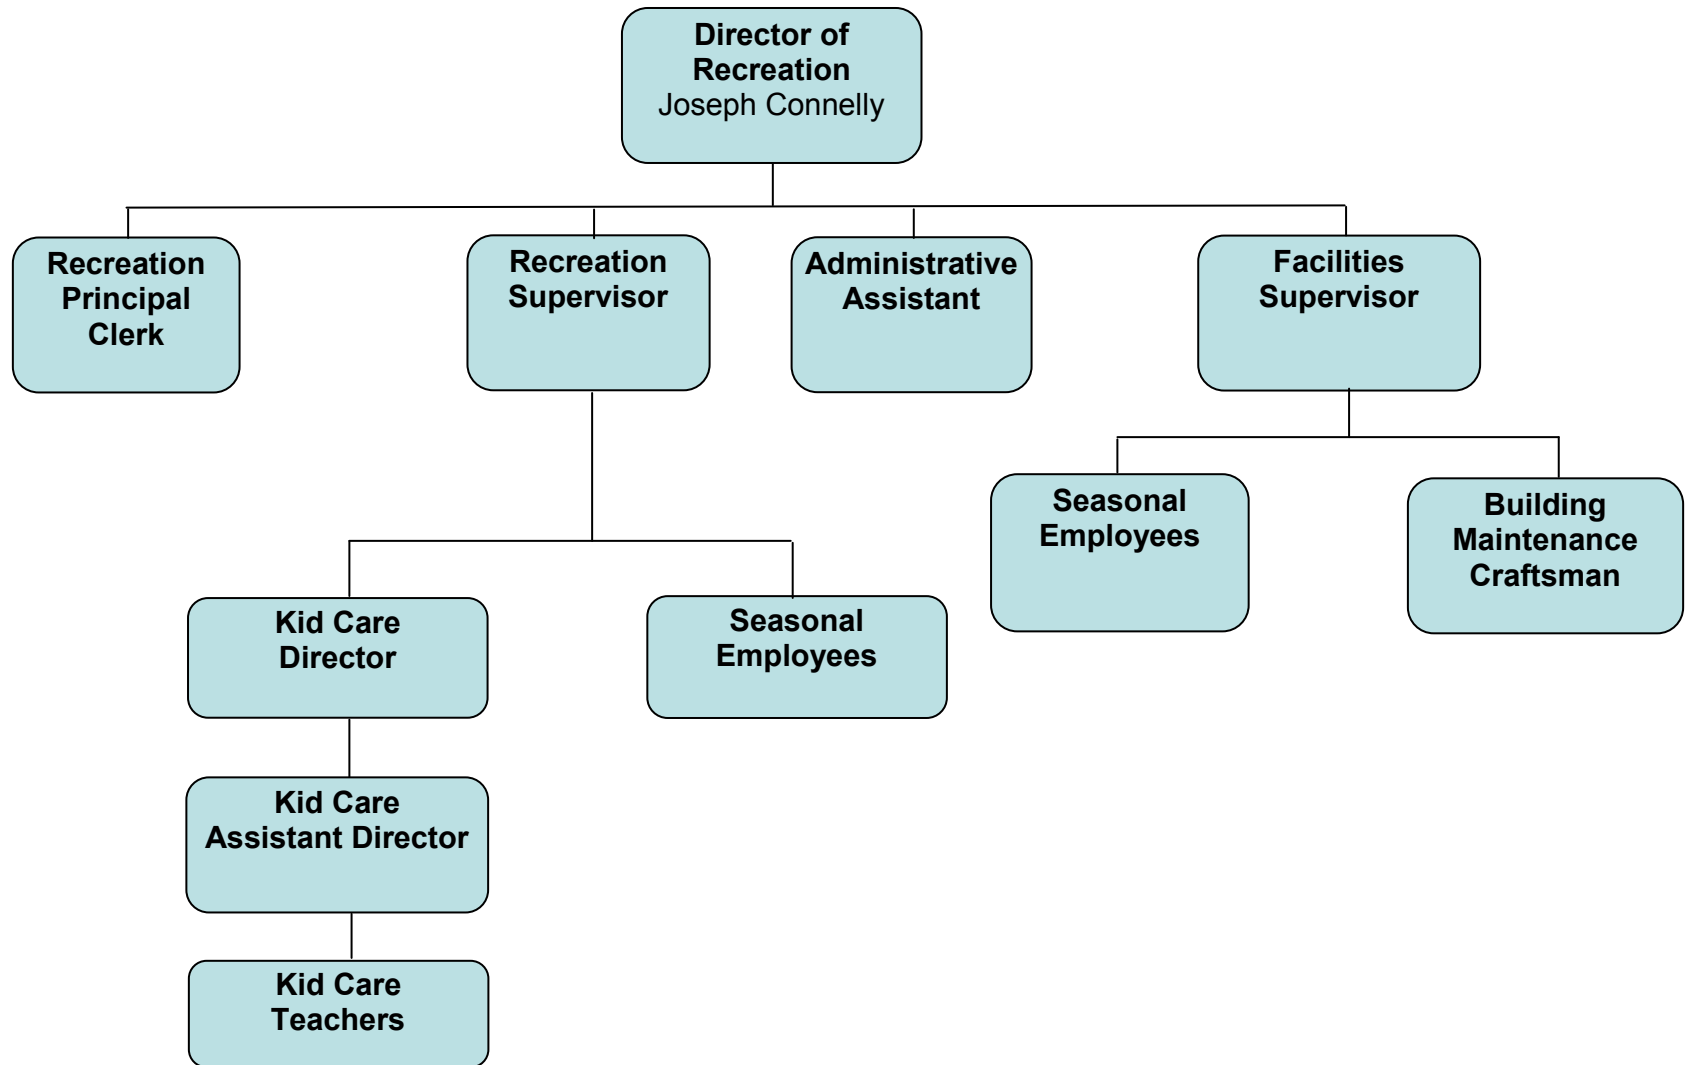 Director of
Recreation
Joseph Connelly
Recreation
Principal
Clerk
Recreation
Supervisor
Administrative
Assistant
Facilities
Supervisor
Seasonal
Employees
Building
Maintenance
Craftsman
Kid Care
Director
Seasonal
Employees
Kid Care
Assistant Director
Kid Care
Teachers